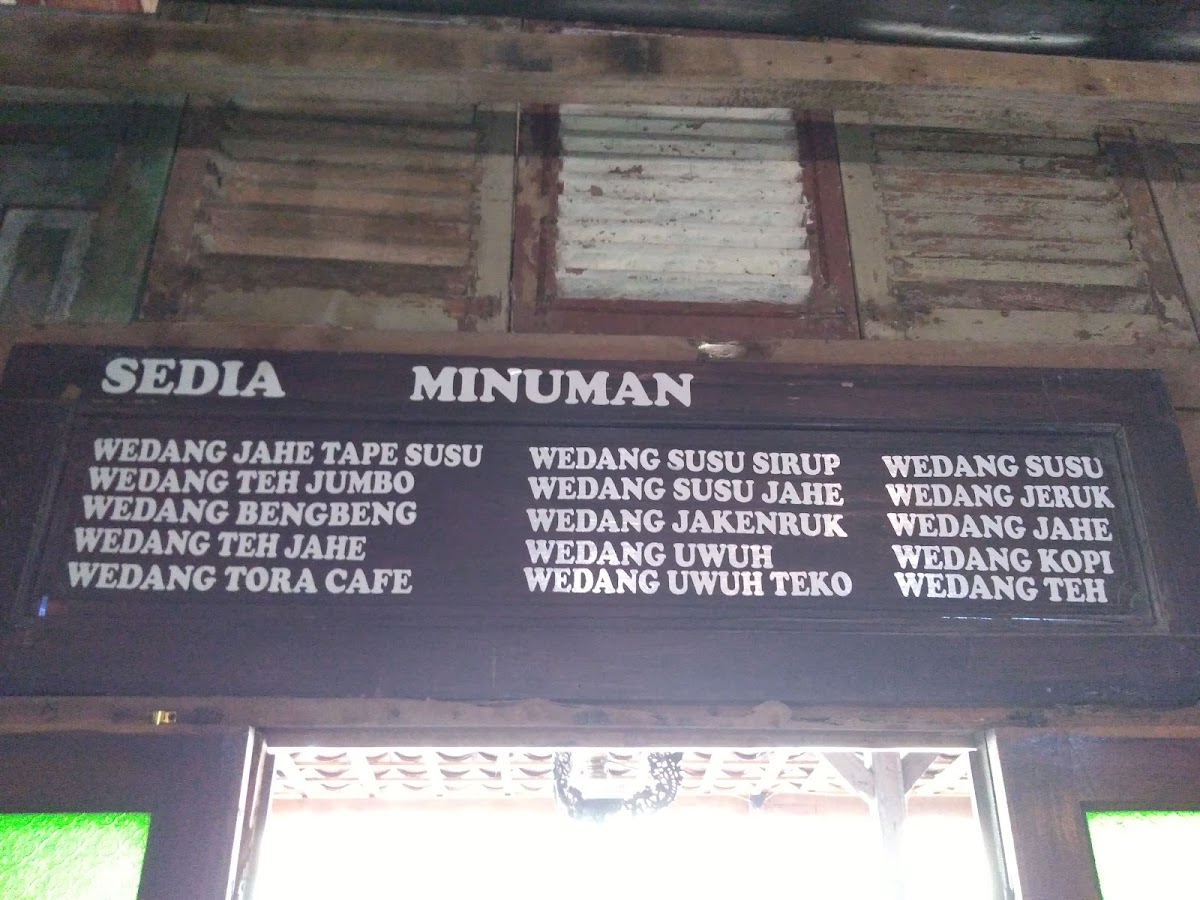 SEDIA MINUMAN
WEDANG JAHE TAPE SUSU
WEDANG TEH JUMBO
WEDANG BENGBENG
WEDANG TEH JAHE
WEDANG TORA CAFE
WEDANG SUSU SIRUP
WEDANG SUSU JAHE
WEDANG JAKENRUK
WEDANG UWUH
WEDANG UWUH TEKO
WEDANG SUSU
WEDANG JERUK
WEDANG JAHE
WEDANG KOPI
WEDANG TEH